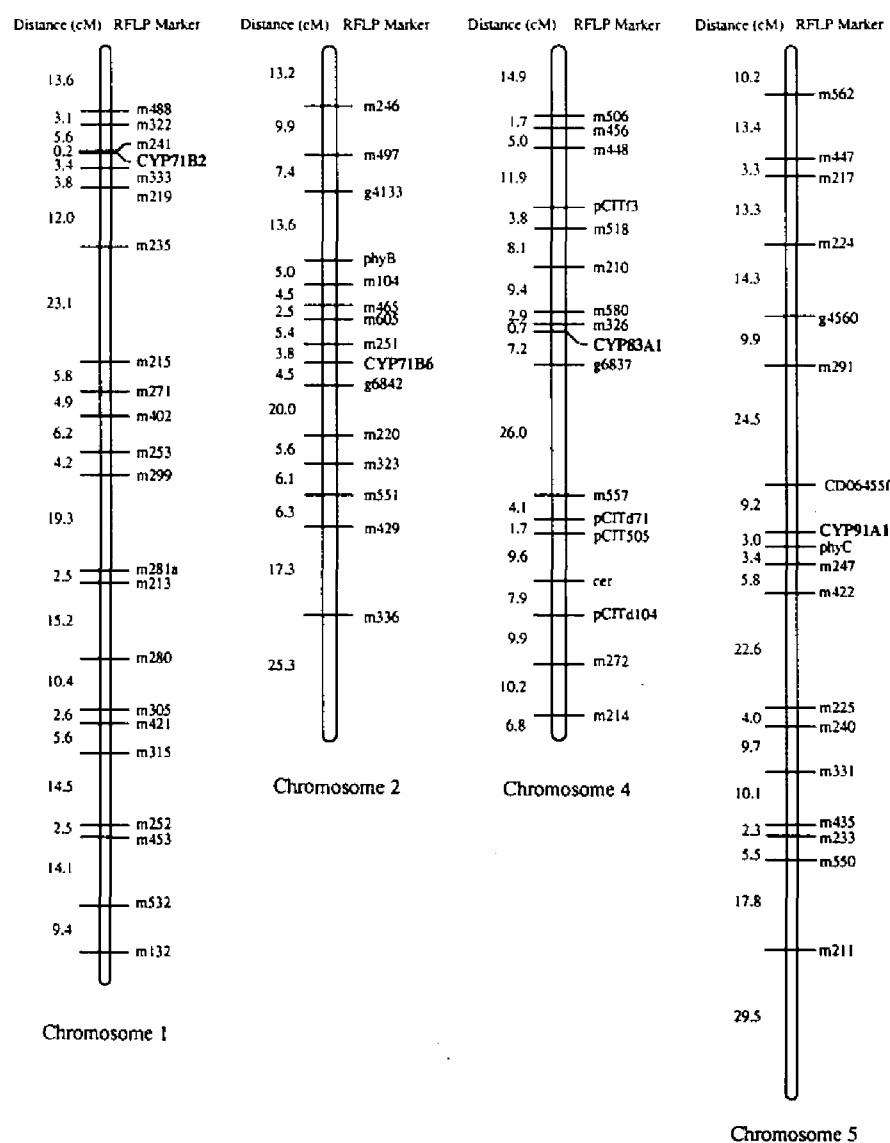 Distance (cM) RFLP Marker
13.6
m488
3.1
m322
5.6
m241
0.2
CYP71B2
3.4
m333
3.8
m219
12.0
m235
23.1
m215
5.8
m271
4.9
m402
6.2
m253
4.2
m299
19.3
m281a
2.5
m213
15.2
m280
10.4
m305
2.6
m421
5.6
m315
14.5
m252
2.5
m453
14.1
m532
9.4
m132
Chromosome 1
Distance (cM) RFLP Marker
13.2
m246
9.9
m497
7.4
g4133
13.6
phyB
5.0
m104
4.5
m465
2.5
m605
5.4
m251
3.8
CYP71B6
4.5
g6842
20.0
m220
5.6
m323
6.1
m551
6.3
m429
17.3
m336
25.3
Chromosome 2
Distance (cM) RFLP Marker
14.9
m506
1.7
m456
5.0
m448
11.9
pCITf3
3.8
m518
8.1
m210
9.4
m580
2.9
m326
0.7
CYP83A1
7.2
g6837
26.0
m557
4.1
pCITd71
1.7
pCIT505
9.6
cer
7.9
pCITd104
9.9
m272
10.2
m214
6.8
Chromosome 4
Distance (cM) RFLP Marker
10.2
m562
13.4
m447
3.3
m217
13.3
m224
14.3
g4560
9.9
m291
24.5
CD06455f
9.2
CYP91A1
3.0
phyC
3.4
m247
5.8
m422
22.6
m225
4.0
m240
9.7
m331
10.1
m435
2.3
m233
5.5
m550
17.8
m211
29.5
Chromosome 5